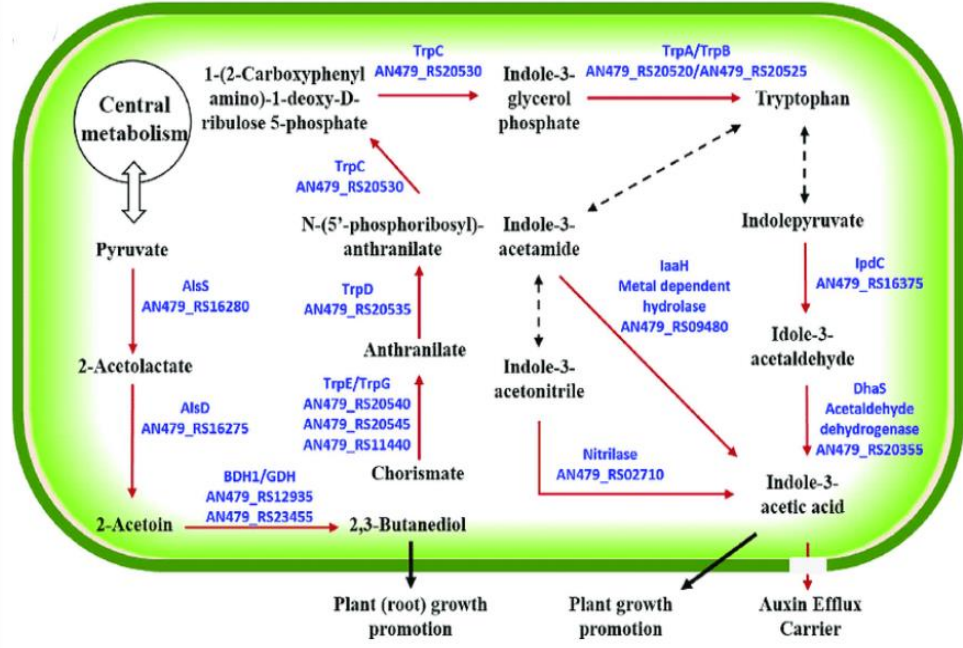 Central
metabolism
1-(2-Carboxyphenyl
amino)-1-deoxy-D-
ribulose 5-phosphate
TrpC
AN479_RS20530
Indole-3-
glycerol
phosphate
TrpA/TrpB
AN479_RS20520/AN479_RS20525
Tryptophan
TrpC
AN479_RS20530
Pyruvate
N-(5'-phosphoribosyl)-
anthranilate
Indole-3-
acetamide
Indolepyruvate
AlsS
AN479_RS16280
TrpD
AN479_RS20535
IaaH
Metal dependent
hydrolase
AN479_RS09480
IpdC
AN479_RS16375
2-Acetolactate
Anthranilate
Indole-3-
acetonitrile
Idole-3-
acetaldehyde
AlsD
AN479_RS16275
TrpE/TrpG
AN479_RS20540
AN479_RS20545
AN479_RS11440
DhaS
Acetaldehyde
dehydrogenase
AN479_RS20355
Chorismate
Nitrilase
AN479_RS02710
Indole-3-
acetic acid
2-Acetoin
BDH1/GDH
AN479_RS12935
AN479_RS23455
2,3-Butanediol
Plant (root) growth
promotion
Plant growth
promotion
Auxin Efflux
Carrier